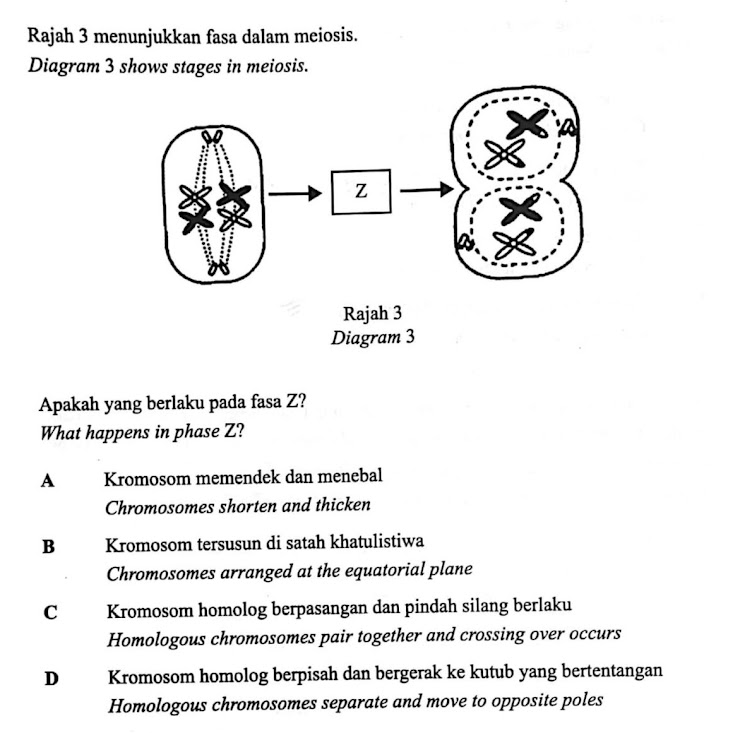 Rajah 3 menunjukkan fasa dalam meiosis.
Diagram 3 shows stages in meiosis.
Z
Rajah 3
Diagram 3
Apakah yang berlaku pada fasa Z?
What happens in phase Z?
A Kromosom memendek dan menebal
Chromosomes shorten and thicken
B Kromosom tersusun di satah khatulistiwa
Chromosomes arranged at the equatorial plane
C Kromosom homolog berpasangan dan pindah silang berlaku
Homologous chromosomes pair together and crossing over occurs
D Kromosom homolog berpisah dan bergerak ke kutub yang bertentangan
Homologous chromosomes separate and move to opposite poles